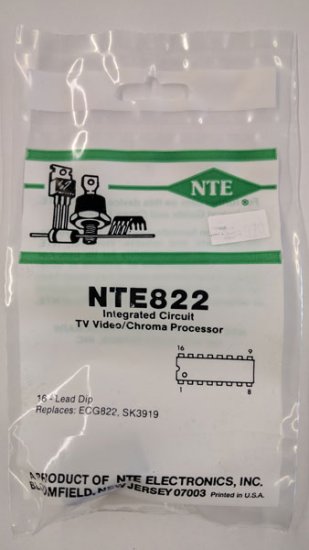 NTE
®
NTE822
Integrated Circuit
TV Video/Chroma Processor
16 9
1 8
16 - Lead Dip
Replaces: ECG822, SK3919
A PRODUCT OF NTE ELECTRONICS, INC.
BLOOMFIELD, NEW JERSEY 07003 Printed in U.S.A.